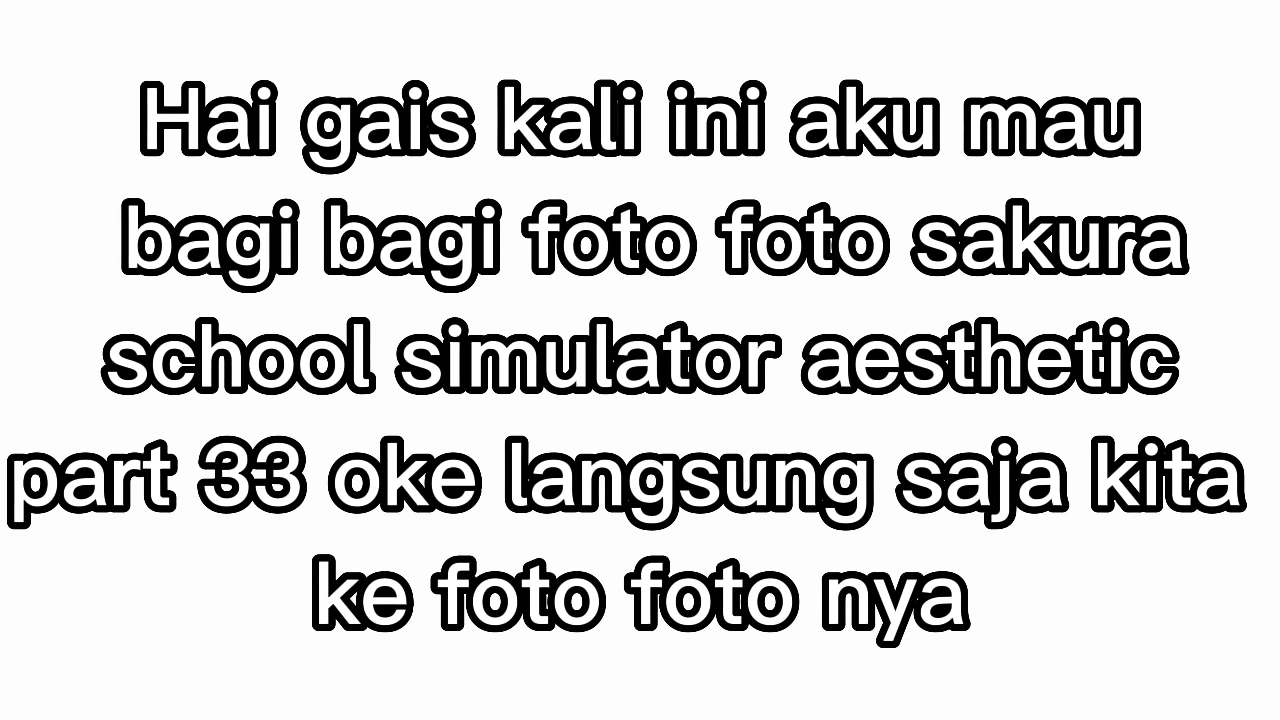 Hai gais kali ini aku mau
bagi bagi foto foto sakura
school simulator aesthetic
part 33 oke langsung saja kita
ke foto foto nya